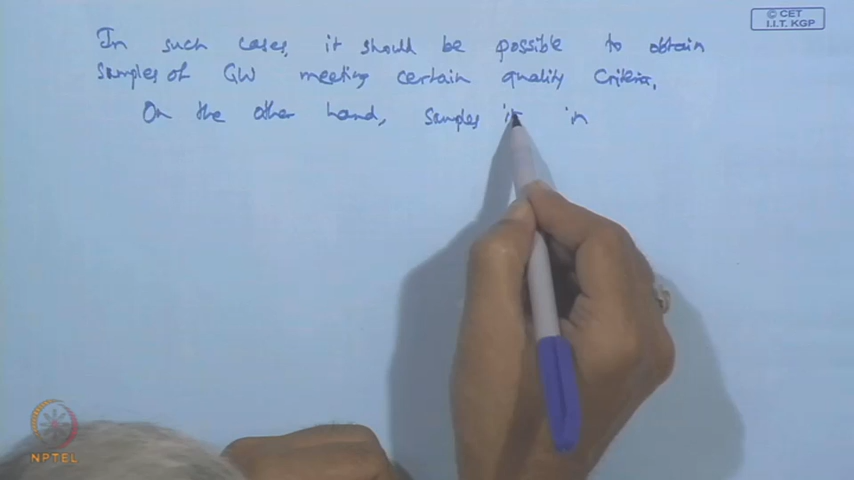 © CET
I.I.T. KGP
In such cases, it should be possible to obtain
samples of GW meeting certain quality criteria.
On the other hand, samples in
NPTEL